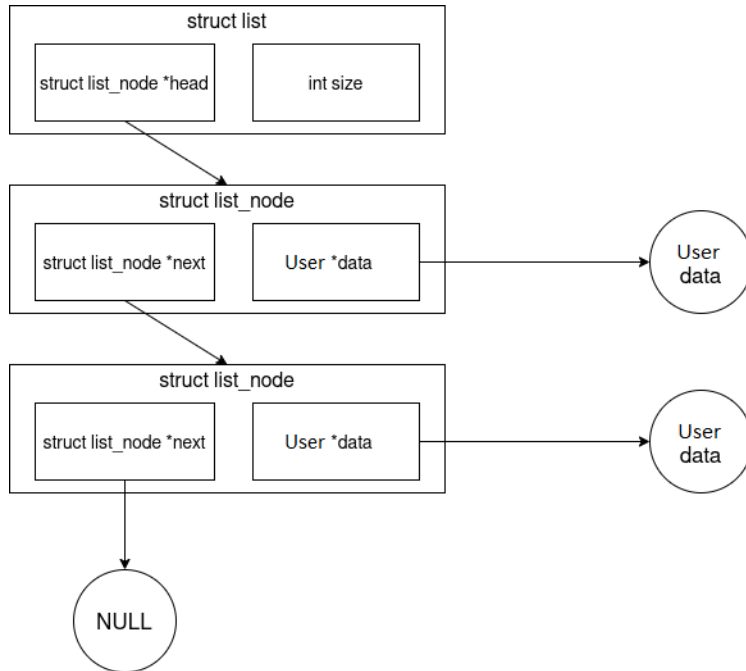 struct list
struct list_node *head
int size
struct list_node
struct list_node *next
User *data
User
data
struct list_node
struct list_node *next
User *data
User
data
NULL